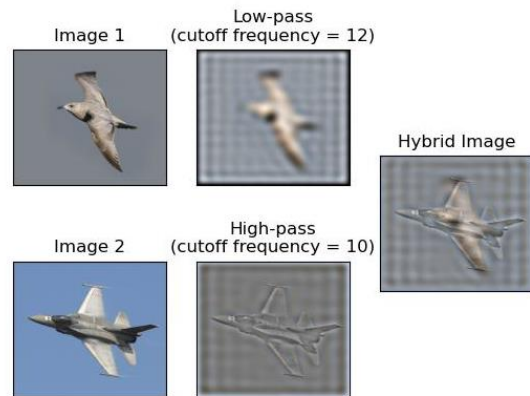 Image 1
Low-pass
(cutoff frequency = 12)
Hybrid Image
Image 2
High-pass
(cutoff frequency = 10)